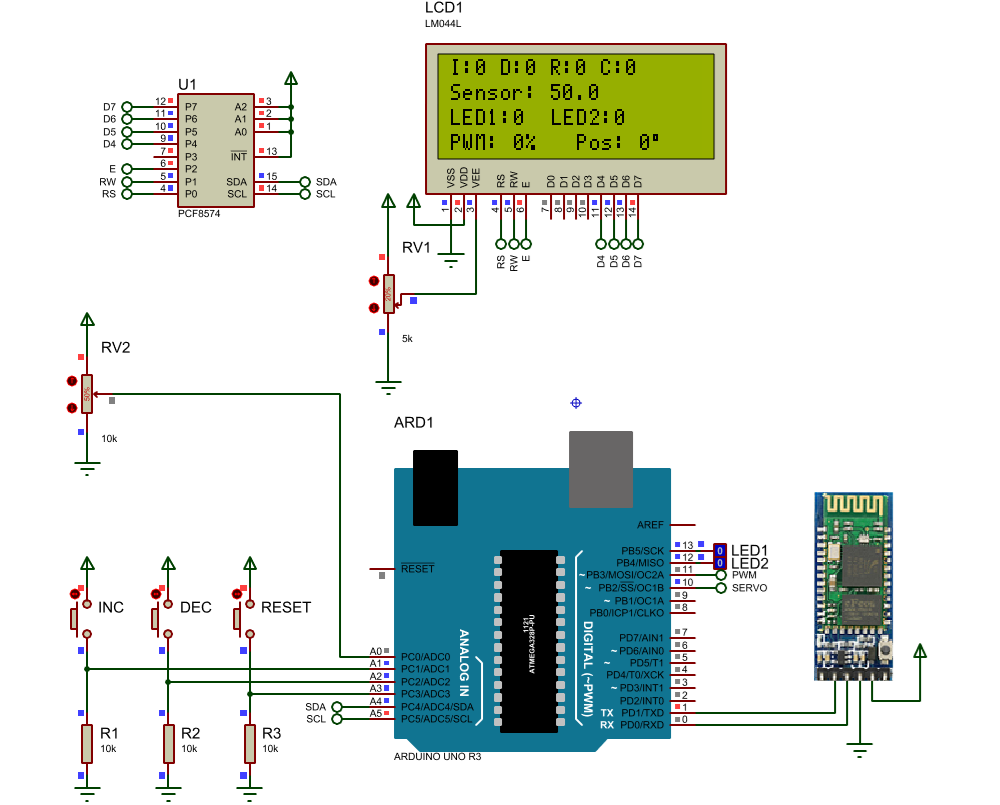 LCD1
LM044L
I:0 D:0 R:0 C:0
Sensor: 50.0
LED1:0 LED2:0
PWM: 0% Pos: 0°
VSS VDD VEE RS RW E D0 D1 D2 D3 D4 D5 D6 D7
1 2 3 4 5 6 7 8 9 10 11 12 13 14
RS RW E D4 D5 D6 D7
U1
D7 12 P7 A2 3
D6 11 P6 A1 2
D5 10 P5 A0 1
D4 9 P4
7 P3 INT 13
E 6 P2
RW 5 P1 SDA 15 SDA
RS 4 P0 SCL 14 SCL
PCF8574
RV1
20%
5k
RV2
50%
10k
ARD1
AREF
RESET
PB5/SCK 13 0 LED1
PB4/MISO 12 0 LED2
~PB3/MOSI/OC2A 11 PWM
~ PB2/SS/OC1B 10 SERVO
~ PB1/OC1A 9
PB0/ICP1/CLKO 8
PD7/AIN1 7
~ PD6/AIN0 6
~ PD5/T1 5
PD4/T0/XCK 4
~ PD3/INT1 3
PD2/INT0 2
TX PD1/TXD 1
RX PD0/RXD 0
DIGITAL (~PWM)
ANALOG IN
1121
ATMEGA328P-PU
A0 PC0/ADC0
A1 PC1/ADC1
A2 PC2/ADC2
A3 PC3/ADC3
SDA A4 PC4/ADC4/SDA
SCL A5 PC5/ADC5/SCL
ARDUINO UNO R3
INC DEC RESET
R1 R2 R3
10k 10k 10k